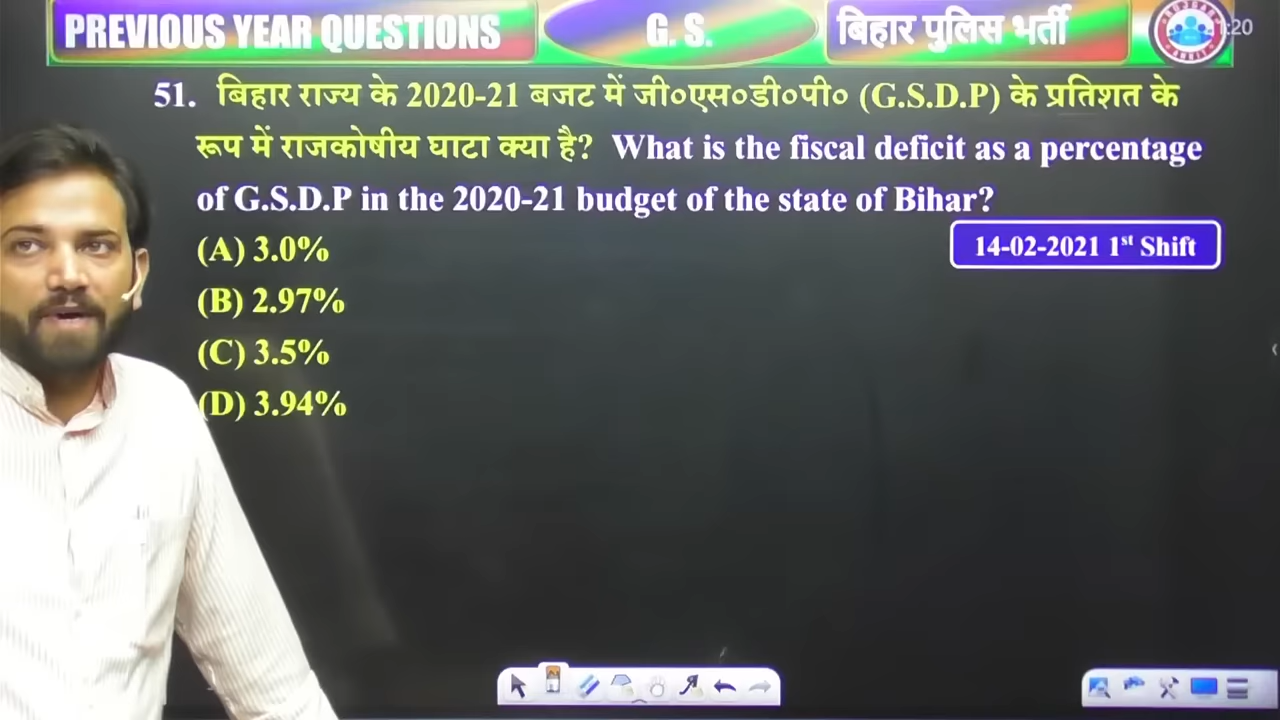 PREVIOUS YEAR QUESTIONS
G. S.
बिहार पुलिस भर्ती
1:20
51. बिहार राज्य के 2020-21 बजट में जी०एस०डी०पी० (G.S.D.P) के प्रतिशत के
रूप में राजकोषीय घाटा क्या है? What is the fiscal deficit as a percentage
of G.S.D.P in the 2020-21 budget of the state of Bihar?
14-02-2021 1st Shift
(A) 3.0%
(B) 2.97%
(C) 3.5%
(D) 3.94%